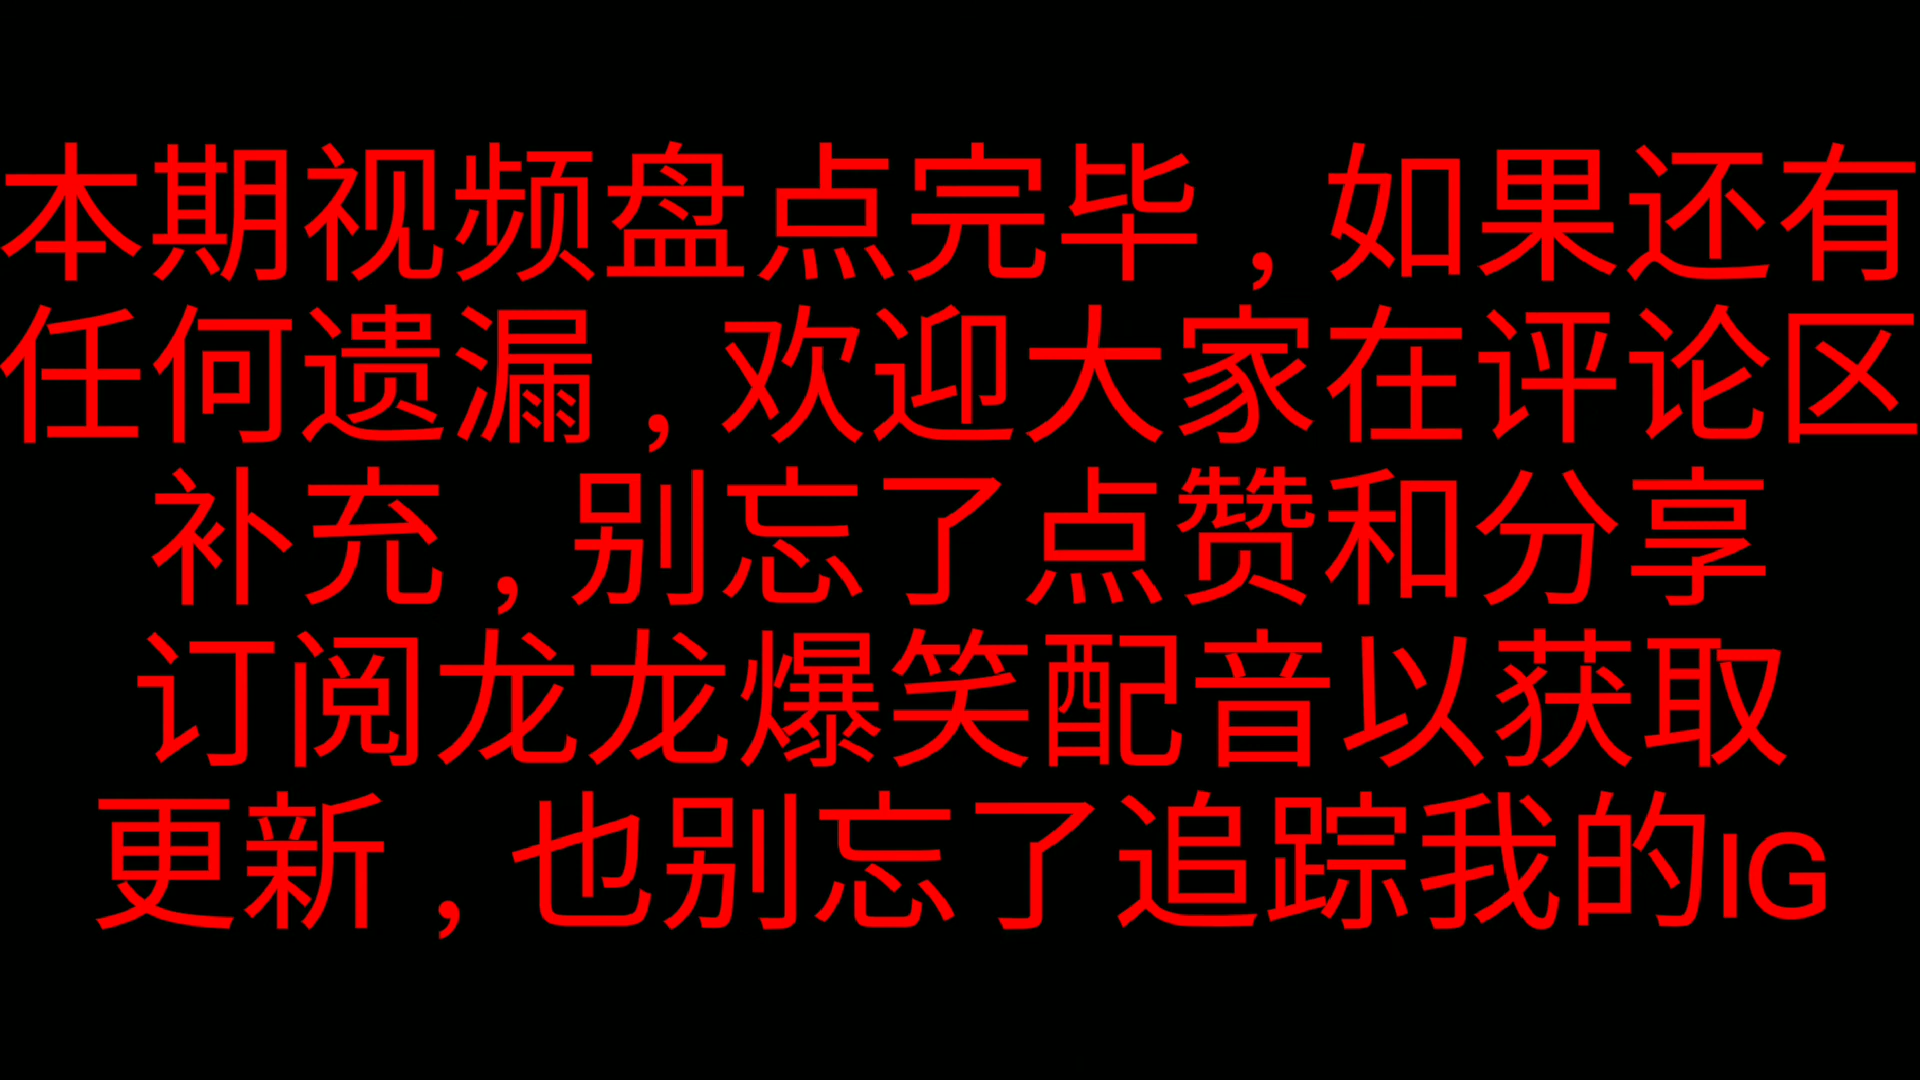 本期视频盘点完毕，如果还有
任何遗漏，欢迎大家在评论区
补充，别忘了点赞和分享
订阅龙龙爆笑配音以获取
更新，也别忘了追踪我的IG